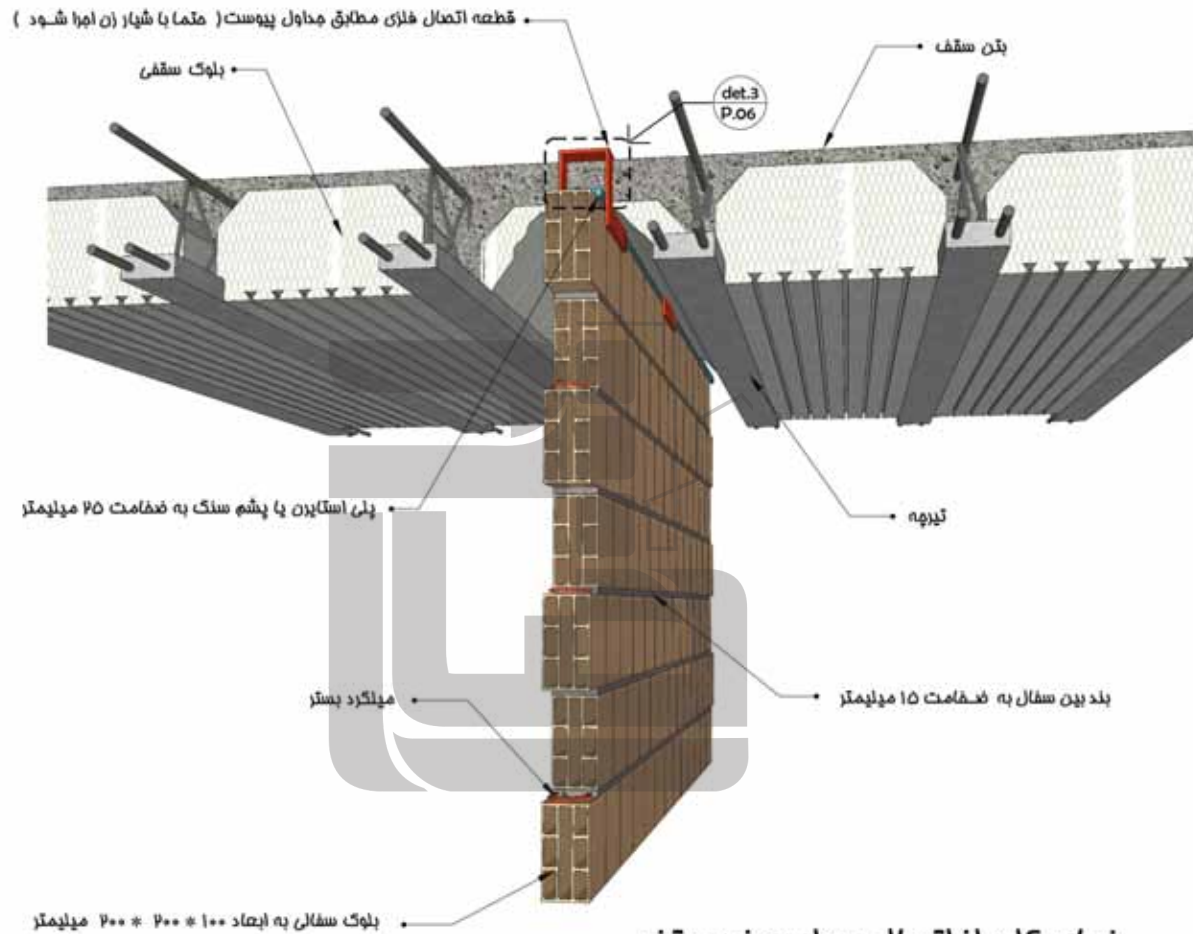 قطعه اتصال فلزی مطابق جداول پیوست ( حتما با شیار زن اجرا شود )
بتن سقف
بلوک سقفی
det.3
P.06
پلی استایرن یا پشم سنگ به ضخامت ۲۵ میلیمتر
تیرچه
میلگرد بستر
بند بین سفال به ضخامت ۱۵ میلیمتر
بلوک سفالی به ابعاد ۱۰۰ * ۲۰۰ * ۲۰۰ میلیمتر